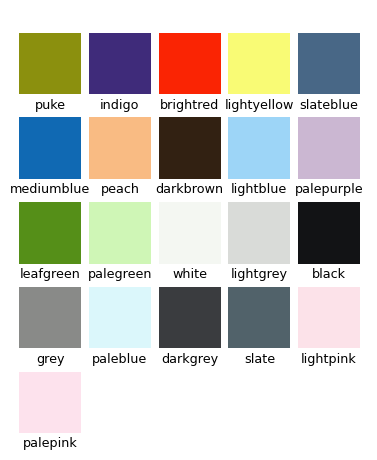 puke indigo brightred lightyellow slateblue
mediumblue peach darkbrown lightblue palepurple
leafgreen palegreen white lightgrey black
grey paleblue darkgrey slate lightpink
palepink